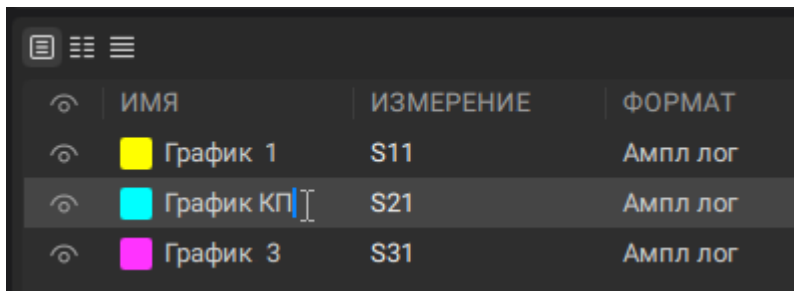 ИМЯ ИЗМЕРЕНИЕ ФОРМАТ
График 1 S11 Ампл лог
График КП S21 Ампл лог
График 3 S31 Ампл лог